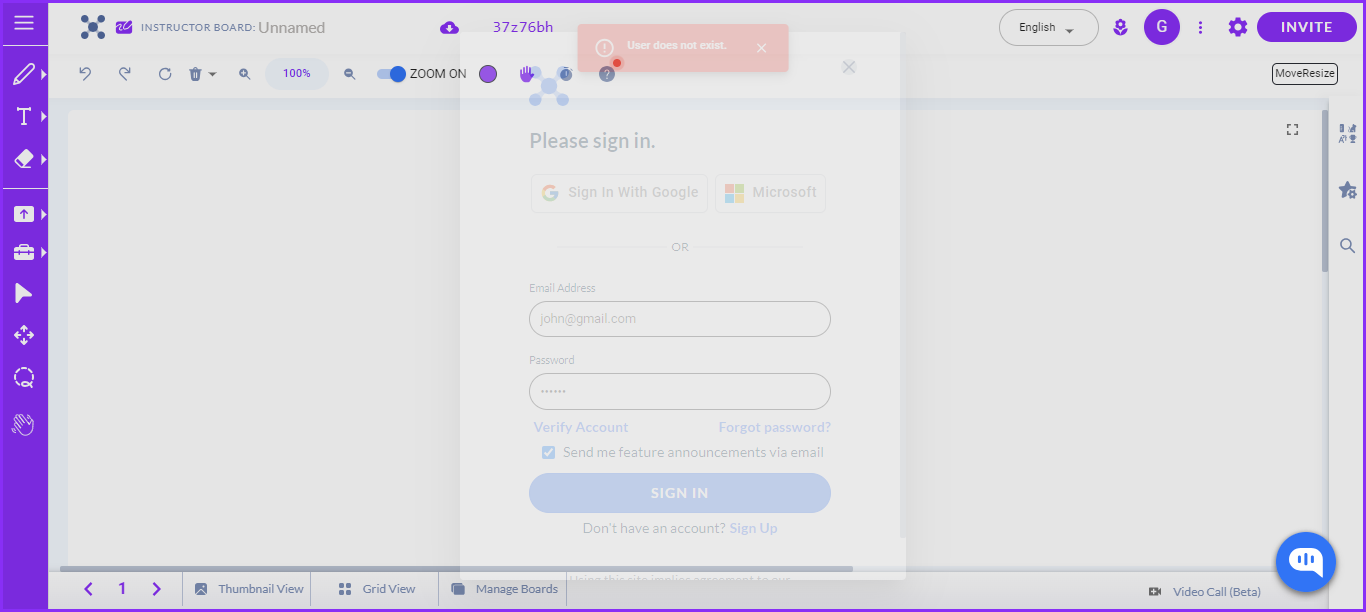 INSTRUCTOR BOARD: Unnamed
37z76bh
User does not exist.
English
G
INVITE
100%
ZOOM ON
?
MoveResize
T
Please sign in.
Sign In With Google
Microsoft
OR
Email Address
john@gmail.com
Password
Verify Account
Forgot password?
Send me feature announcements via email
SIGN IN
Don't have an account? Sign Up
Using this site implies agreement to our
1
Thumbnail View
Grid View
Manage Boards
Video Call (Beta)